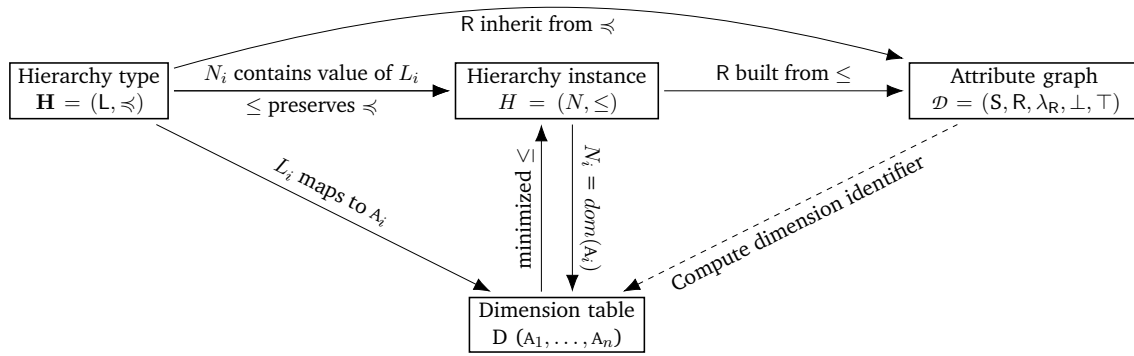 R inherit from ≼
Hierarchy type
H = (L, ≼)
N_i contains value of L_i
≤ preserves ≼
Hierarchy instance
H = (N, ≤)
R built from ≤
Attribute graph
𝒟 = (S, R, λ_R, ⊥, ⊤)
L_i maps to A_i
minimized ≤
N_i = dom(A_i)
Compute dimension identifier
Dimension table
D (A_1, . . . , A_n)